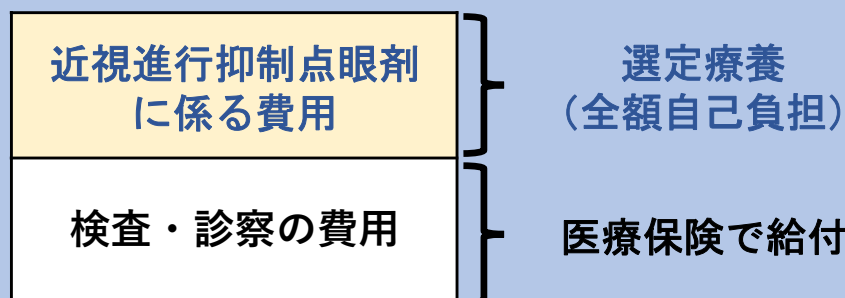 近視進行抑制点眼剤
に係る費用
選定療養
（全額自己負担）
検査・診察の費用
医療保険で給付